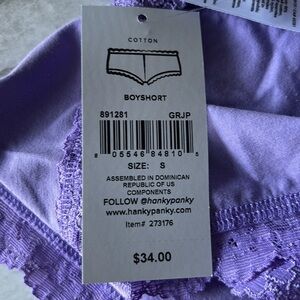 COTTON
BOYSHORT
891281 GRJP
8 05546 84810 5
SIZE: S
ASSEMBLED IN DOMINICAN
REPUBLIC OF US
COMPONENTS
FOLLOW @hankypanky
www.hankypanky.com
Item# 273176
$34.00